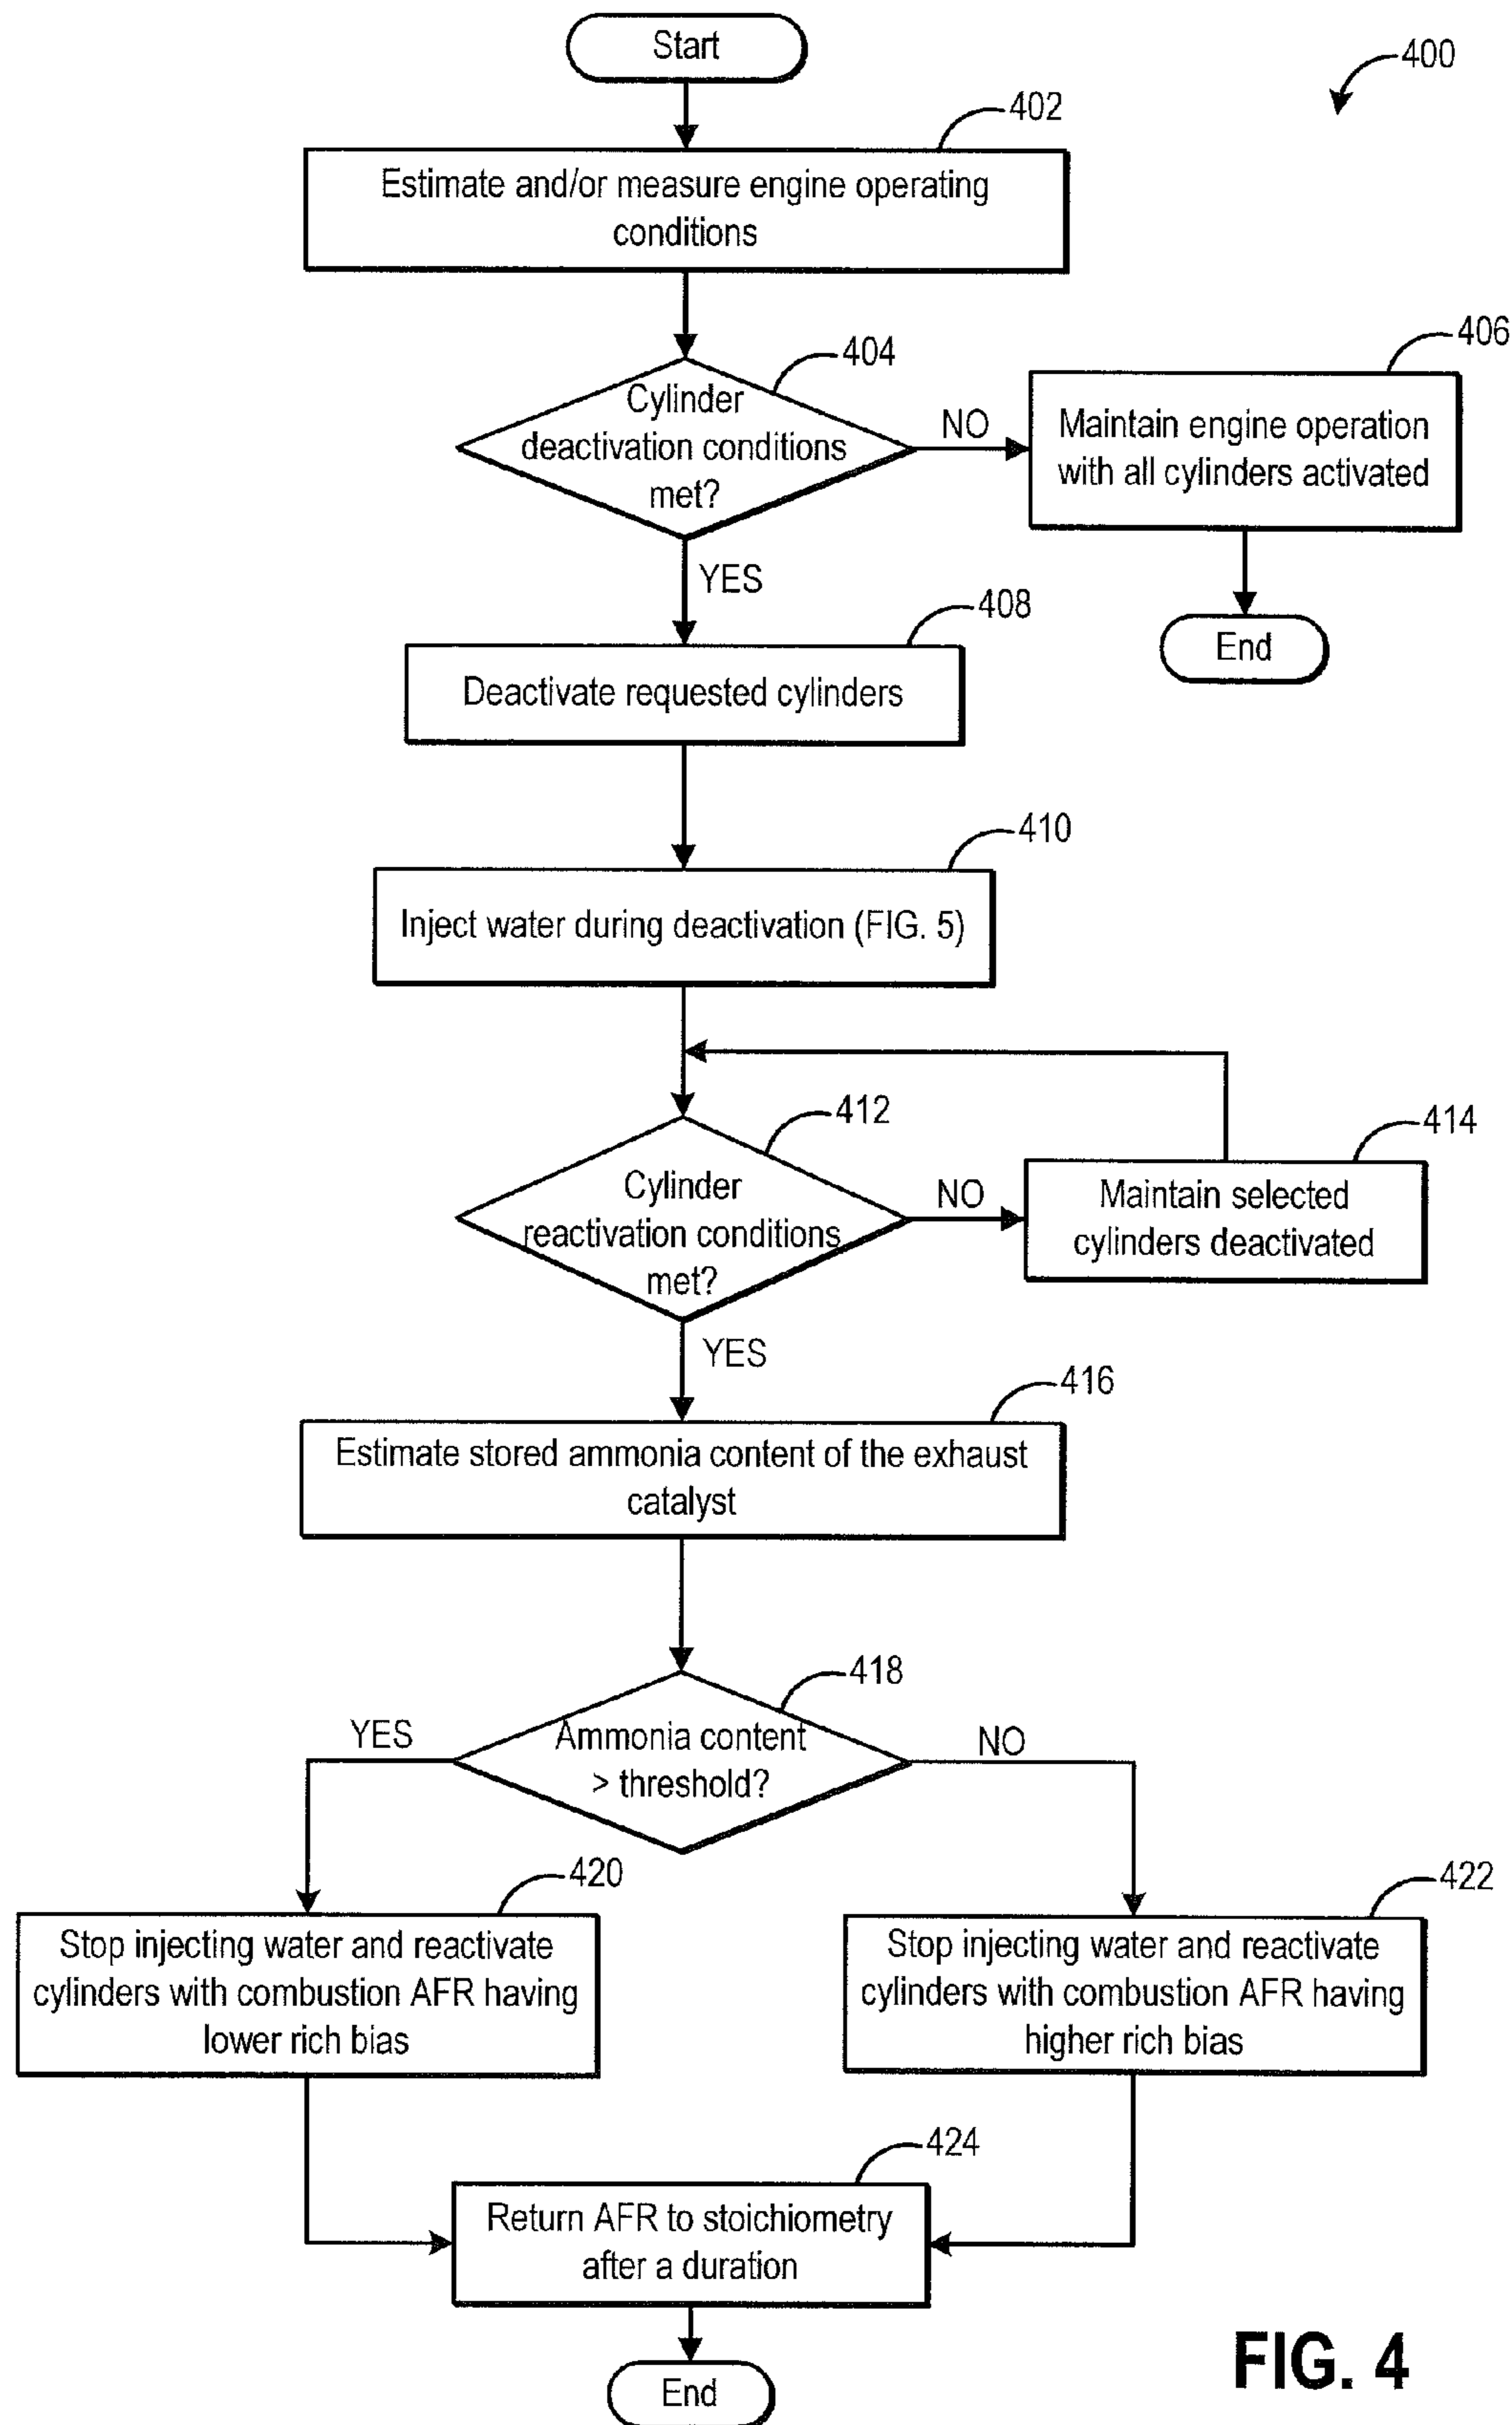 Start
400
402
Estimate and/or measure engine operating
conditions
404
406
Cylinder
deactivation conditions
met?
NO
Maintain engine operation
with all cylinders activated
YES
End
408
Deactivate requested cylinders
410
Inject water during deactivation (FIG. 5)
412
414
Cylinder
reactivation conditions
met?
NO
Maintain selected
cylinders deactivated
YES
416
Estimate stored ammonia content of the exhaust
catalyst
418
YES
Ammonia content
> threshold?
NO
420
422
Stop injecting water and reactivate
cylinders with combustion AFR having
lower rich bias
Stop injecting water and reactivate
cylinders with combustion AFR having
higher rich bias
424
Return AFR to stoichiometry
after a duration
End
FIG. 4